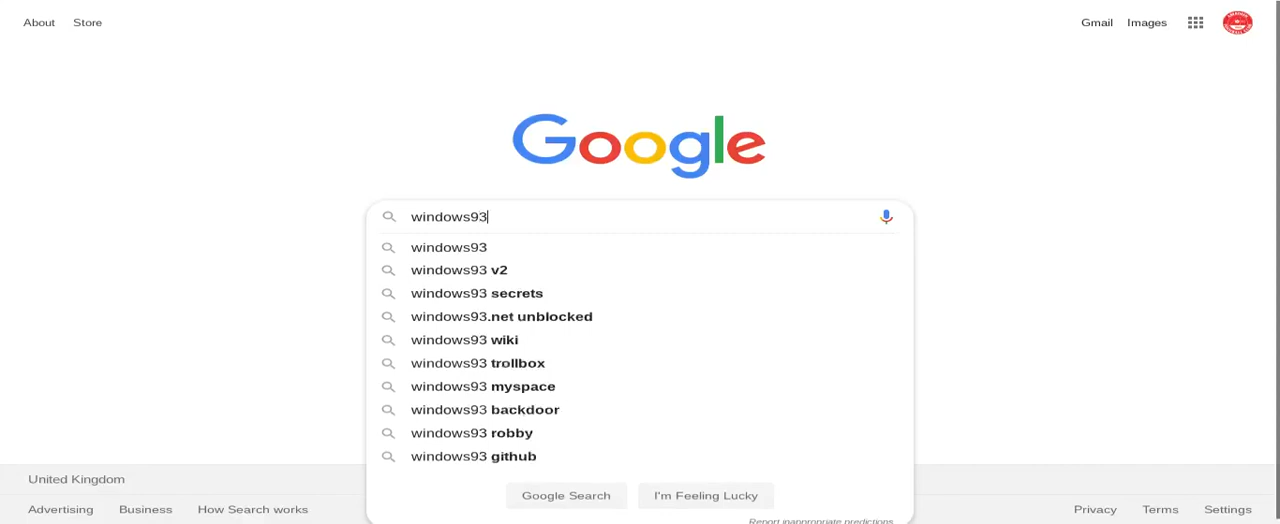 About Store Gmail Images
Google
windows93
windows93
windows93 v2
windows93 secrets
windows93.net unblocked
windows93 wiki
windows93 trollbox
windows93 myspace
windows93 backdoor
windows93 robby
windows93 github
United Kingdom
Google Search I'm Feeling Lucky
Advertising Business How Search works Privacy Terms Settings
Report inappropriate predictions